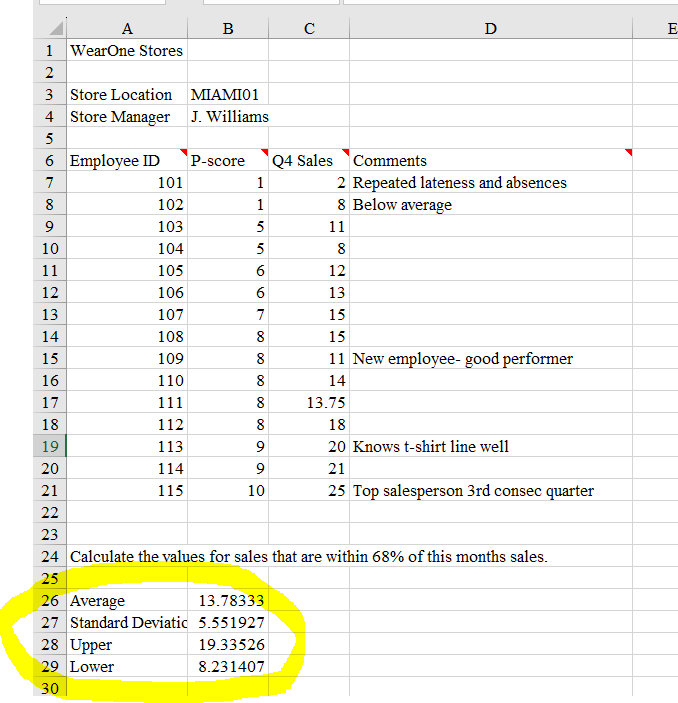 A B C D E
1 WearOne Stores
2
3 Store Location MIAMI01
4 Store Manager J. Williams
5
6 Employee ID P-score Q4 Sales Comments
7 101 1 2 Repeated lateness and absences
8 102 1 8 Below average
9 103 5 11
10 104 5 8
11 105 6 12
12 106 6 13
13 107 7 15
14 108 8 15
15 109 8 11 New employee- good performer
16 110 8 14
17 111 8 13.75
18 112 8 18
19 113 9 20 Knows t-shirt line well
20 114 9 21
21 115 10 25 Top salesperson 3rd consec quarter
22
23
24 Calculate the values for sales that are within 68% of this months sales.
25
26 Average 13.78333
27 Standard Deviatic 5.551927
28 Upper 19.33526
29 Lower 8.231407
30